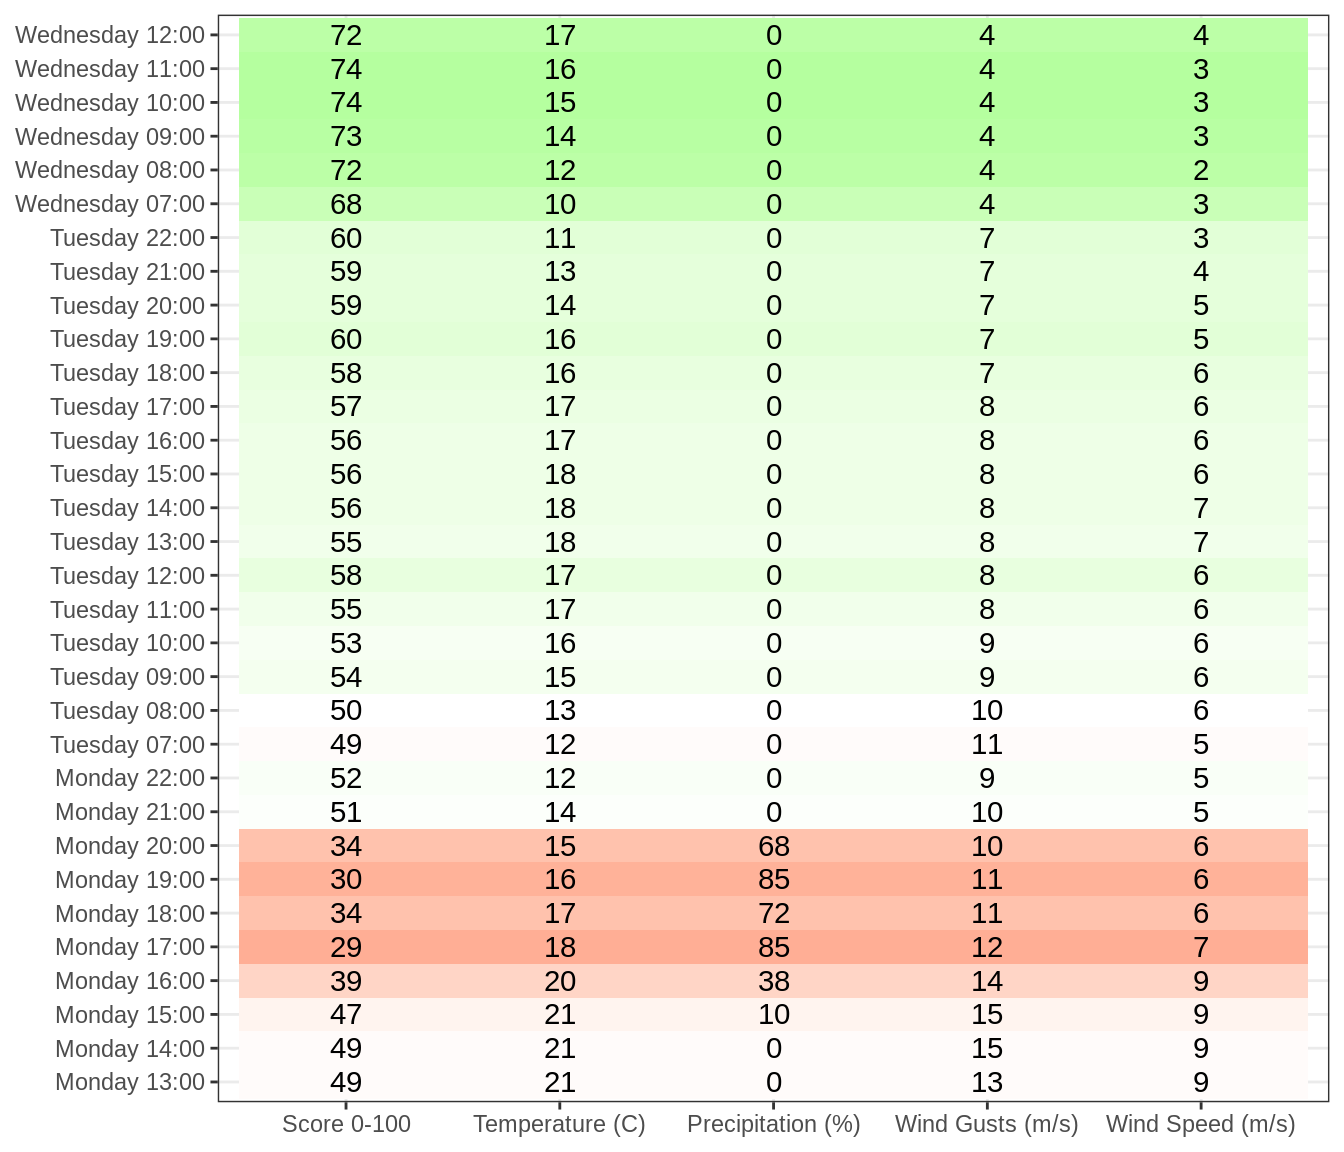 Wednesday 12:00 72 17 0 4 4
Wednesday 11:00 74 16 0 4 3
Wednesday 10:00 74 15 0 4 3
Wednesday 09:00 73 14 0 4 3
Wednesday 08:00 72 12 0 4 2
Wednesday 07:00 68 10 0 4 3
Tuesday 22:00 60 11 0 7 3
Tuesday 21:00 59 13 0 7 4
Tuesday 20:00 59 14 0 7 5
Tuesday 19:00 60 16 0 7 5
Tuesday 18:00 58 16 0 7 6
Tuesday 17:00 57 17 0 8 6
Tuesday 16:00 56 17 0 8 6
Tuesday 15:00 56 18 0 8 6
Tuesday 14:00 56 18 0 8 7
Tuesday 13:00 55 18 0 8 7
Tuesday 12:00 58 17 0 8 6
Tuesday 11:00 55 17 0 8 6
Tuesday 10:00 53 16 0 9 6
Tuesday 09:00 54 15 0 9 6
Tuesday 08:00 50 13 0 10 6
Tuesday 07:00 49 12 0 11 5
Monday 22:00 52 12 0 9 5
Monday 21:00 51 14 0 10 5
Monday 20:00 34 15 68 10 6
Monday 19:00 30 16 85 11 6
Monday 18:00 34 17 72 11 6
Monday 17:00 29 18 85 12 7
Monday 16:00 39 20 38 14 9
Monday 15:00 47 21 10 15 9
Monday 14:00 49 21 0 15 9
Monday 13:00 49 21 0 13 9
Score 0-100 Temperature (C) Precipitation (%) Wind Gusts (m/s) Wind Speed (m/s)